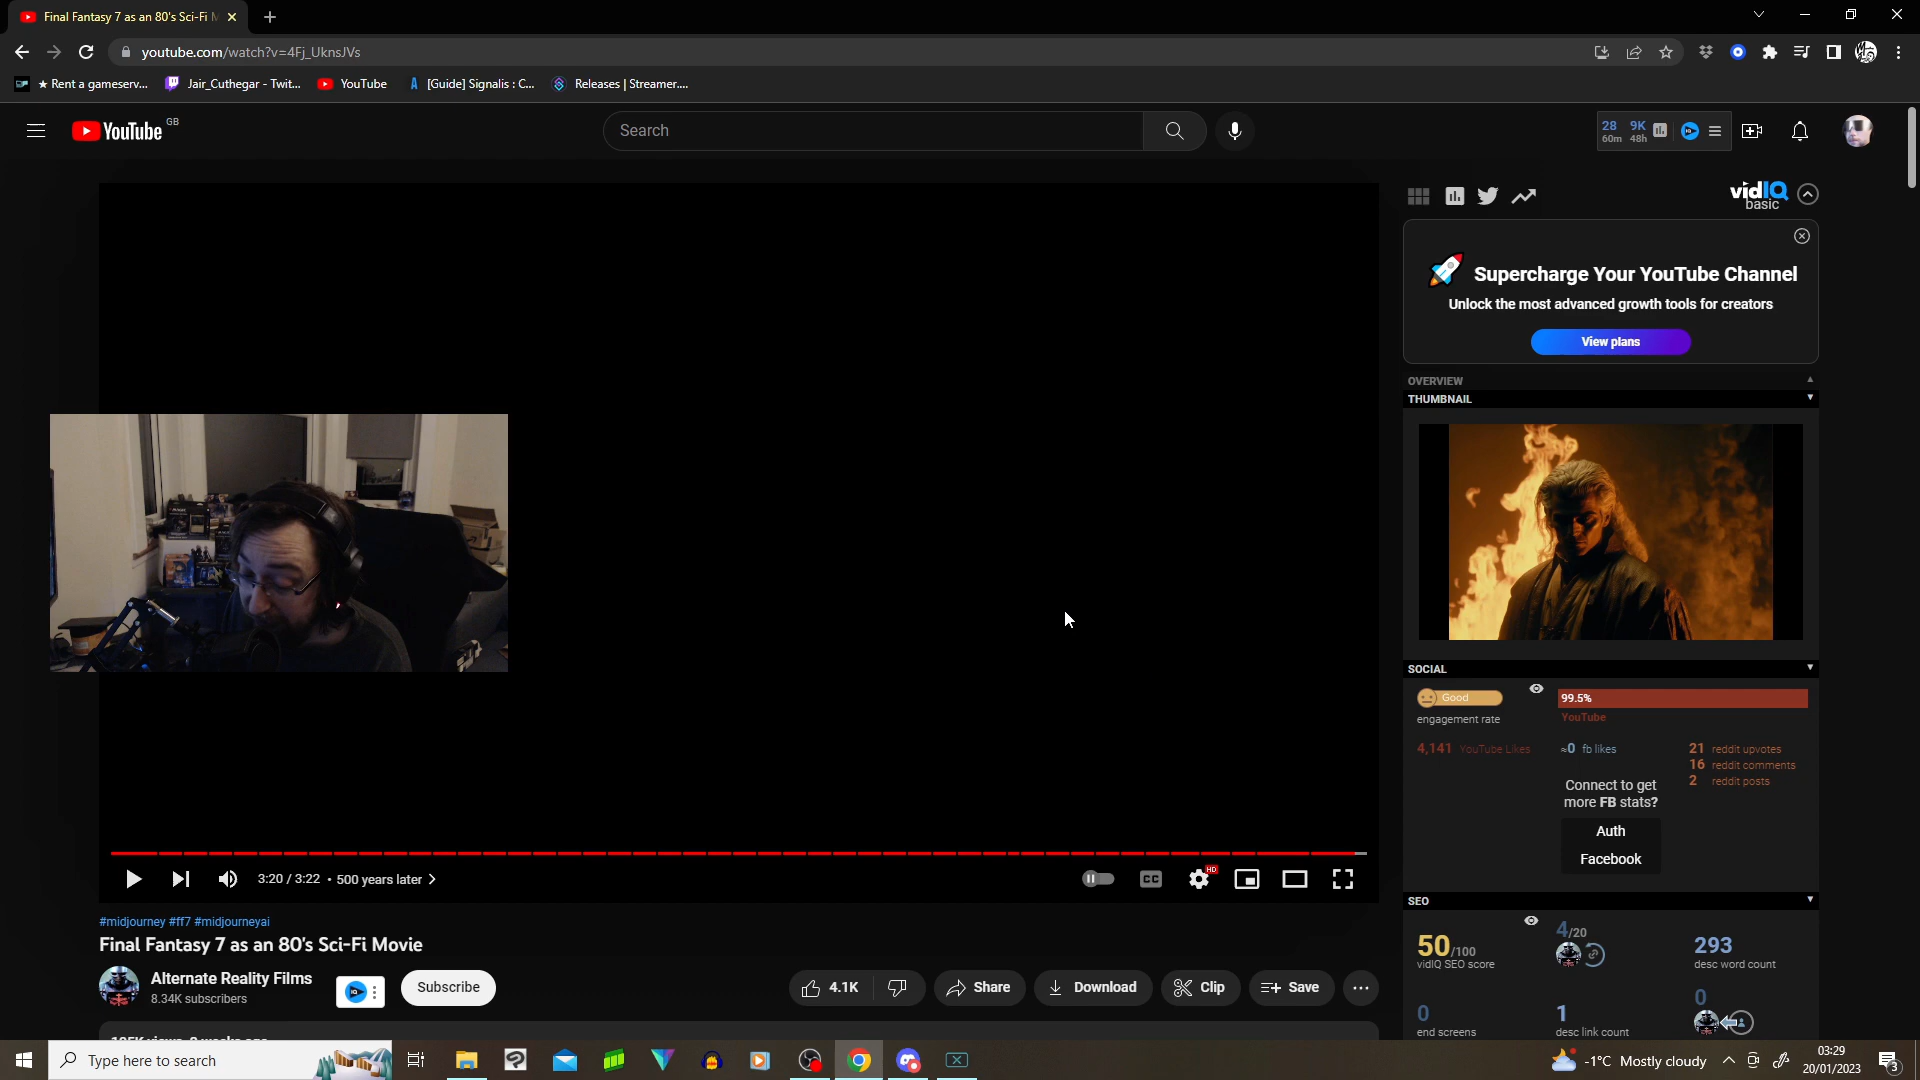 Final Fantasy 7 as an 80's Sci-Fi M
youtube.com/watch?v=4Fj_UknsJVs
★ Rent a gameserv...
Jair_Cuthegar - Twit...
YouTube
[Guide] Signalis : C...
Releases | Streamer....
YouTube GB
Search
28 9K
60m 48h
vidIQ
basic
Supercharge Your YouTube Channel
Unlock the most advanced growth tools for creators
View plans
OVERVIEW
THUMBNAIL
SOCIAL
Good
99.5%
engagement rate
YouTube
4,141 YouTube Likes
≈0 fb likes
21 reddit upvotes
16 reddit comments
2 reddit posts
Connect to get
more FB stats?
Auth
Facebook
3:20 / 3:22 • 500 years later
CC
HD
#midjourney #ff7 #midjourneyai
Final Fantasy 7 as an 80's Sci-Fi Movie
Alternate Reality Films
8.34K subscribers
Subscribe
4.1K
Share
Download
Clip
Save
SEO
50/100
vidIQ SEO score
4/20
293
desc word count
0
end screens
1
desc link count
0
Type here to search
-1°C Mostly cloudy
03:29
20/01/2023
3